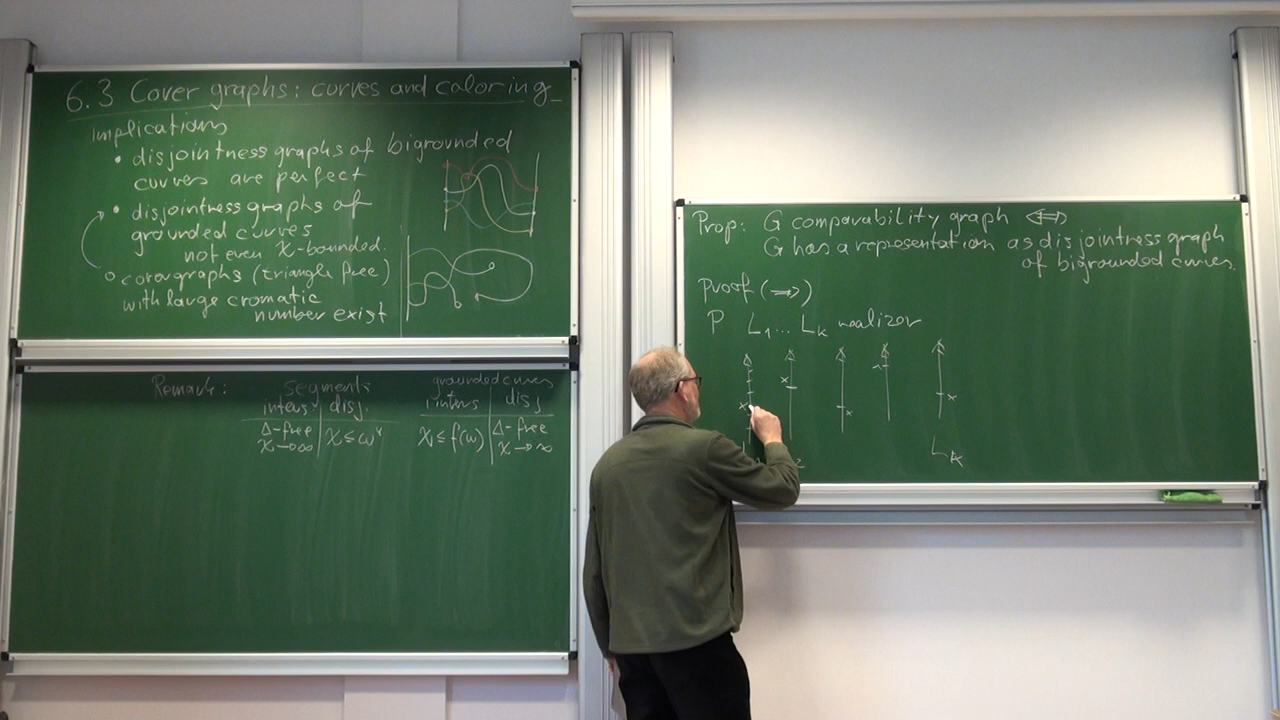 6.3 Cover graphs: curves and coloring
Implications
• disjointness graphs of bigrounded
curves are perfect
• disjointness graphs of
grounded curves
not even χ-bounded.
○ covergraphs (triangle free)
with large cromatic
number exist
Remark: segments grounded curves
inters disj. inters disj
Δ-free χ→∞ χ≤ω⁴ χ≤f(ω) Δ-free χ→∞
Prop: G comparability graph ⟺
G has a representation as disjointness graph
of bigrounded curves.
Proof (⟹)
P L₁ ... Lₖ realizer
x x x x x
Lₖ